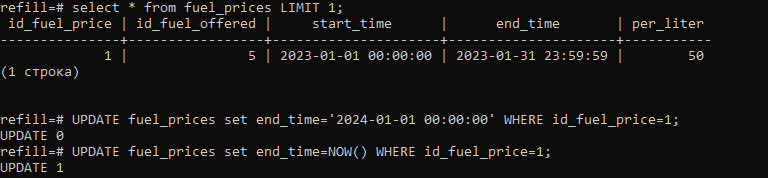 refill=# select * from fuel_prices LIMIT 1;
 id_fuel_price | id_fuel_offered |     start_time      |      end_time       | per_liter
---------------+-----------------+---------------------+---------------------+-----------
             1 |               5 | 2023-01-01 00:00:00 | 2023-01-31 23:59:59 |        50
(1 строка)
refill=# UPDATE fuel_prices set end_time='2024-01-01 00:00:00' WHERE id_fuel_price=1;
UPDATE 0
refill=# UPDATE fuel_prices set end_time=NOW() WHERE id_fuel_price=1;
UPDATE 1